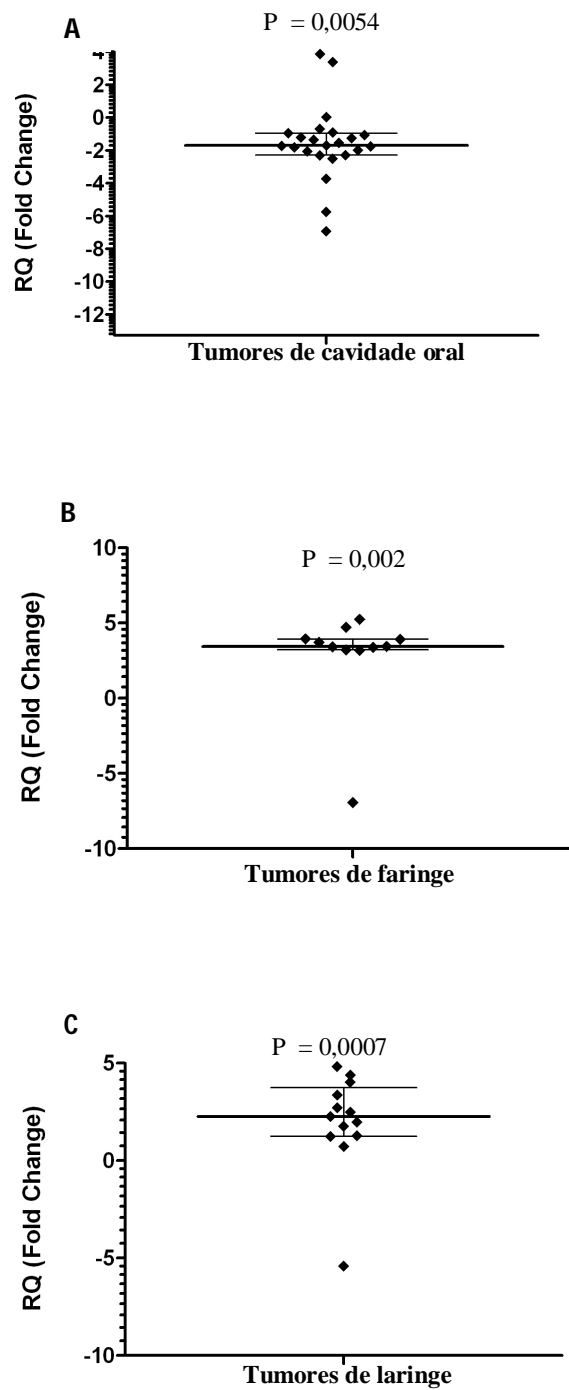 A
P = 0,0054
RQ (Fold Change)
4
2
0
-2
-4
-6
-8
-10
-12
Tumores de cavidade oral
B
P = 0,002
RQ (Fold Change)
10
5
0
-5
-10
Tumores de faringe
C
P = 0,0007
RQ (Fold Change)
5
0
-5
-10
Tumores de laringe